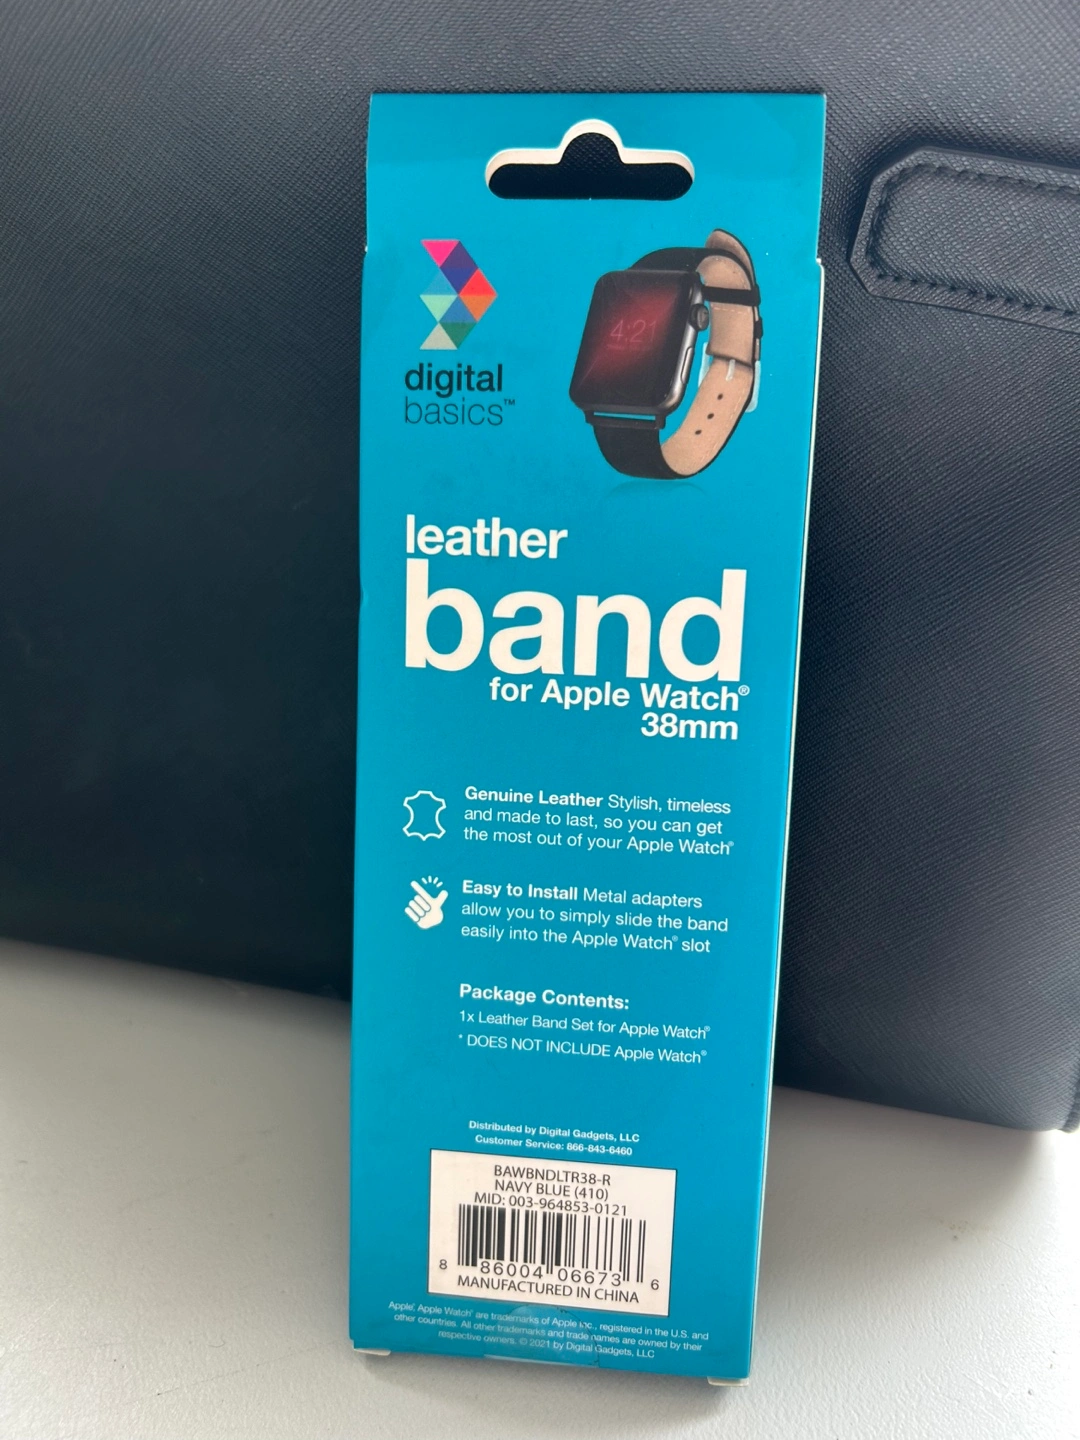 4:21
digital
basics™
leather
band
for Apple Watch®
38mm
Genuine Leather Stylish, timeless
and made to last, so you can get
the most out of your Apple Watch®
Easy to Install Metal adapters
allow you to simply slide the band
easily into the Apple Watch® slot
Package Contents:
1x Leather Band Set for Apple Watch®
* DOES NOT INCLUDE Apple Watch®
Distributed by Digital Gadgets, LLC
Customer Service: 866-843-6460
BAWBNDLTR38-R
NAVY BLUE (410)
MID: 003-964853-0121
8 86004 06673 6
MANUFACTURED IN CHINA
Apple®, Apple Watch® are trademarks of Apple Inc., registered in the U.S. and
other countries. All other trademarks and trade names are owned by their
respective owners. © 2021 by Digital Gadgets, LLC